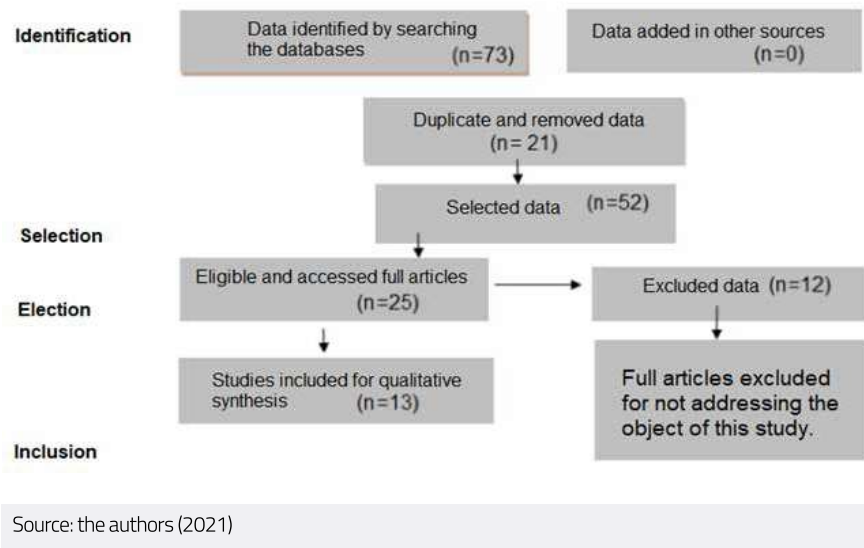 Identification
Data identified by searching
the databases (n=73)
Data added in other sources
(n=0)
Duplicate and removed data
(n= 21)
Selected data (n=52)
Selection
Eligible and accessed full articles
(n=25)
Excluded data (n=12)
Election
Studies included for qualitative
synthesis (n=13)
Full articles excluded
for not addressing the
object of this study.
Inclusion
Source: the authors (2021)